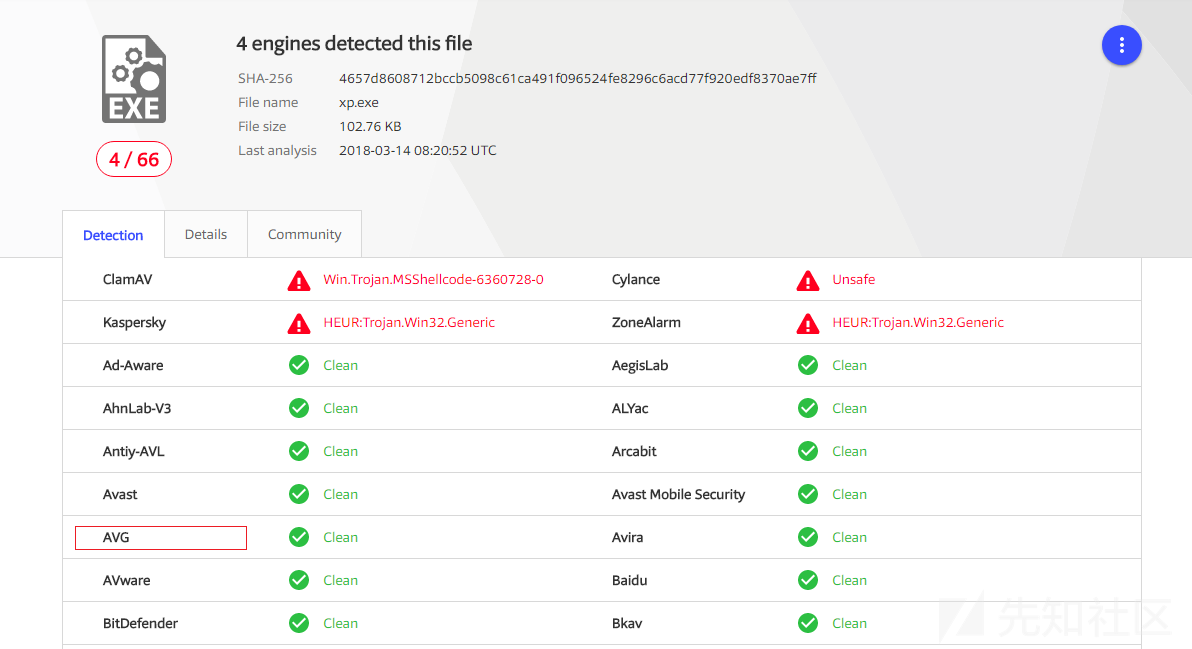 4 engines detected this file
SHA-256 4657d8608712bccb5098c61ca491f096524fe8296c6acd77f920edf8370ae7ff
File name xp.exe
File size 102.76 KB
Last analysis 2018-03-14 08:20:52 UTC
EXE
4 / 66
Detection Details Community
ClamAV Win.Trojan.MSShellcode-6360728-0 Cylance Unsafe
Kaspersky HEUR:Trojan.Win32.Generic ZoneAlarm HEUR:Trojan.Win32.Generic
Ad-Aware Clean AegisLab Clean
AhnLab-V3 Clean ALYac Clean
Antiy-AVL Clean Arcabit Clean
Avast Clean Avast Mobile Security Clean
AVG Clean Avira Clean
AVware Clean Baidu Clean
BitDefender Clean Bkav Clean
先知社区